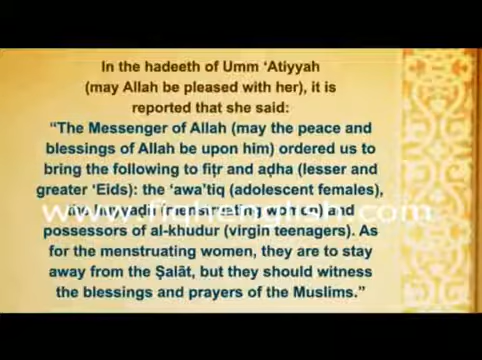 In the hadeeth of Umm ‘Atiyyah
(may Allah be pleased with her), it is
reported that she said:
“The Messenger of Allah (may the peace and
blessings of Allah be upon him) ordered us to
bring the following to fiṭr and aḍha (lesser and
greater ‘Eids): the ‘awa’tiq (adolescent females),
(menstruating women) and
possessors of al-khudur (virgin teenagers). As
for the menstruating women, they are to stay
away from the Ṣalāt, but they should witness
the blessings and prayers of the Muslims.”